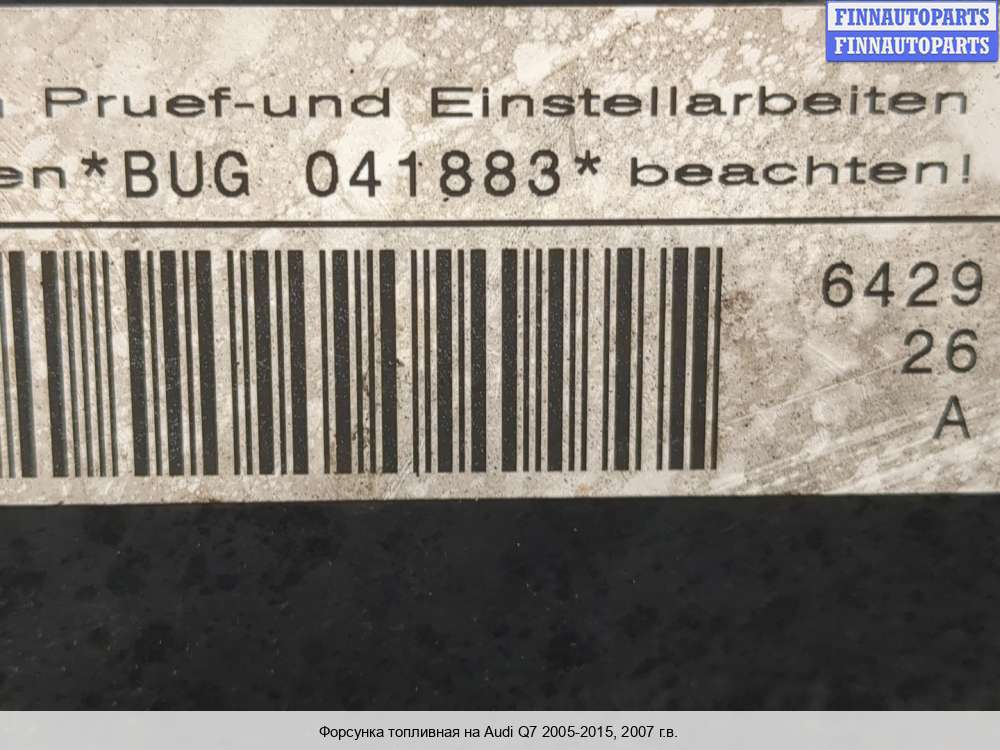 FINNAUTOPARTS
FINNAUTOPARTS
Pruef-und Einstellarbeiten
en*BUG 041883* beachten!
6429
26
A
Форсунка топливная на Audi Q7 2005-2015, 2007 г.в.